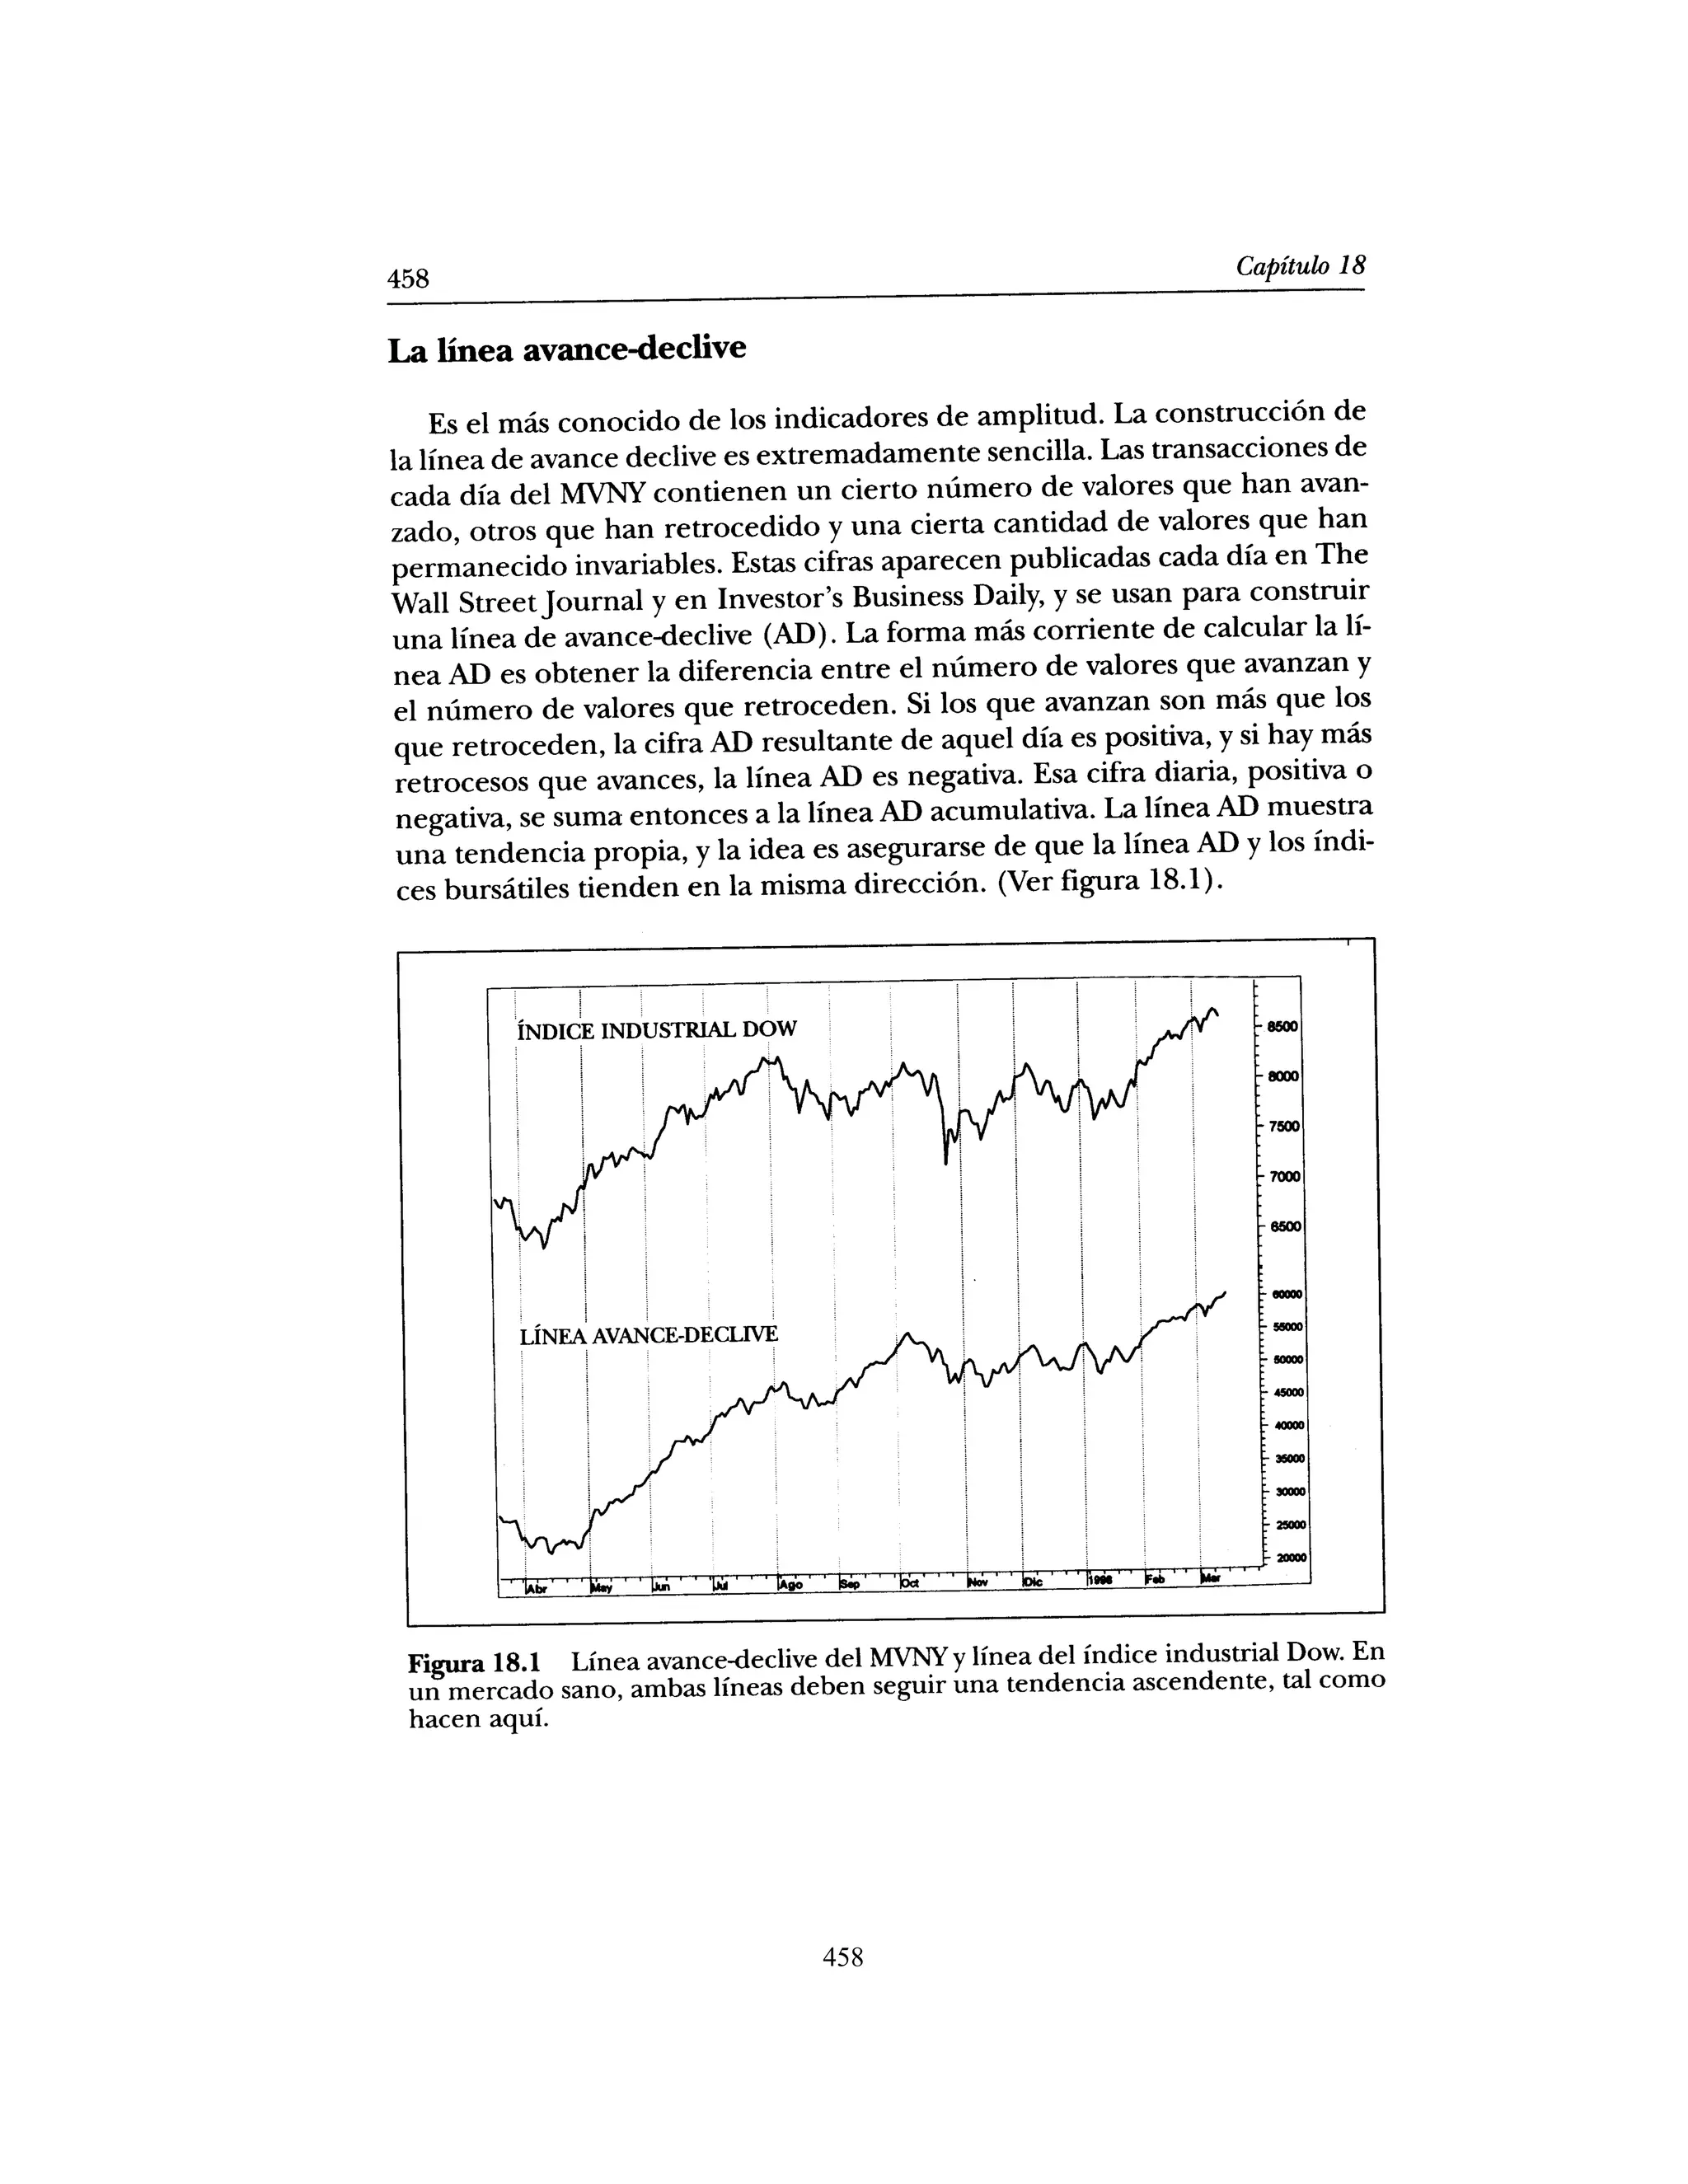 458
Capítulo 18
La línea avance-declive
Es el más conocido de los indicadores de amplitud. La construcción de
la línea de avance declive es extremadamente sencilla. Las transacciones de
cada día del MVNY contienen un cierto número de valores que han avan-
zado, otros que han retrocedido y una cierta cantidad de valores que han
permanecido invariables. Estas cifras aparecen publicadas cada día en The
Wall Street Journal y en Investor's Business Daily, y se usan para construir
una línea de avance-declive (AD). La forma más corriente de calcular la lí-
nea AD es obtener la diferencia entre el número de valores que avanzan y
el número de valores que retroceden. Si los que avanzan son más que los
que retroceden, la cifra AD resultante de aquel día es positiva, y si hay más
retrocesos que avances, la línea AD es negativa. Esa cifra diaria, positiva o
negativa, se suma entonces a la línea AD acumulativa. La línea AD muestra
una tendencia propia, y la idea es asegurarse de que la línea AD y los índi-
ces bursátiles tienden en la misma dirección. (Ver figura 18.1).
ÍNDICE INDUSTRIAL DOW
8500
8000
7500
7000
6500
LÍNEA AVANCE-DECLIVE
60000
55000
50000
45000
40000
35000
30000
25000
20000
Abr May Jun Jul Ago Sep Oct Nov Dic 1998 Feb Mar
Figura 18.1 Línea avance-declive del MVNY y línea del índice industrial Dow. En
un mercado sano, ambas líneas deben seguir una tendencia ascendente, tal como
hacen aquí.
458